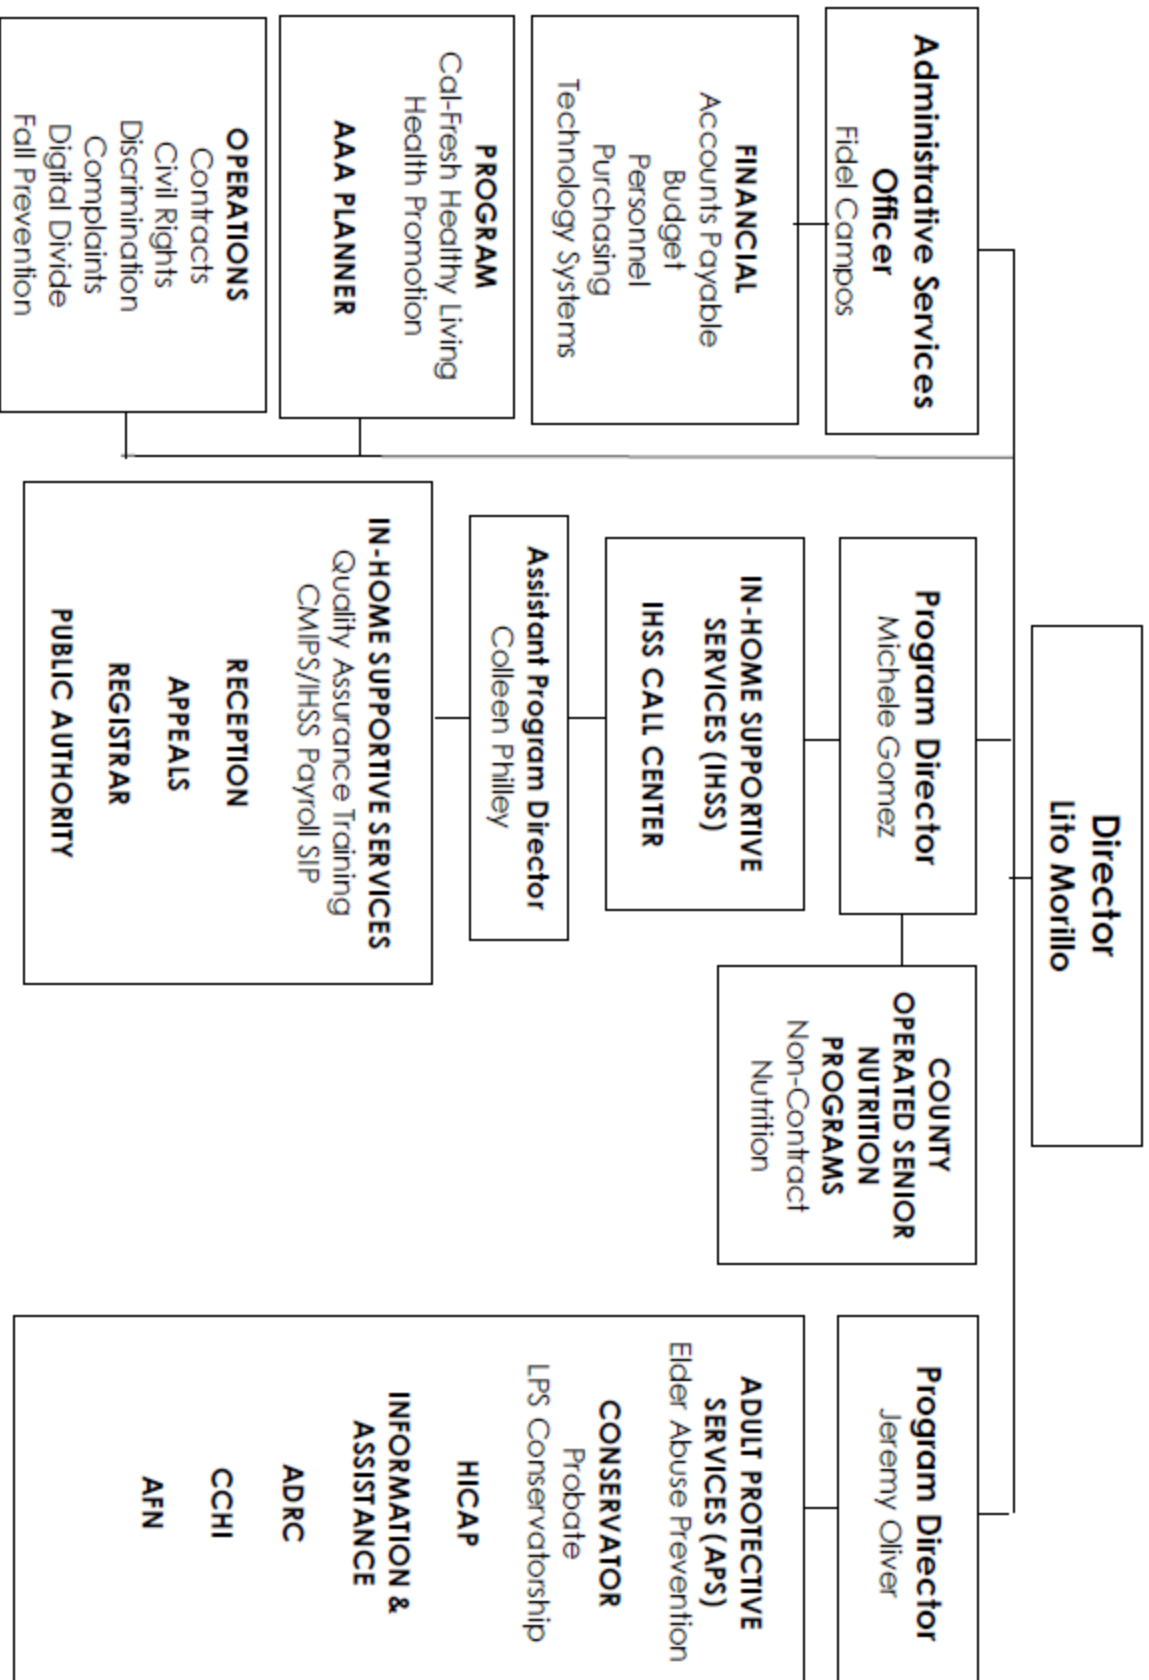 Director
Lito Morillo
Administrative Services
Officer
Fidel Campos
FINANCIAL
Accounts Payable
Budget
Personnel
Purchasing
Technology Systems
PROGRAM
Cal-Fresh Healthy Living
Health Promotion
AAA PLANNER
OPERATIONS
Contracts
Civil Rights
Discrimination
Complaints
Digital Divide
Fall Prevention
Program Director
Michele Gomez
IN-HOME SUPPORTIVE
SERVICES (IHSS)
IHSS CALL CENTER
Assistant Program Director
Colleen Philley
IN-HOME SUPPORTIVE SERVICES
Quality Assurance Training
CMIPS/IHSS Payroll SIP
RECEPTION
APPEALS
REGISTRAR
PUBLIC AUTHORITY
COUNTY
OPERATED SENIOR
NUTRITION
PROGRAMS
Non-Contract
Nutrition
Program Director
Jeremy Oliver
ADULT PROTECTIVE
SERVICES (APS)
Elder Abuse Prevention
CONSERVATOR
Probate
LPS Conservatorship
HICAP
INFORMATION &
ASSISTANCE
ADRC
CCHI
AFN